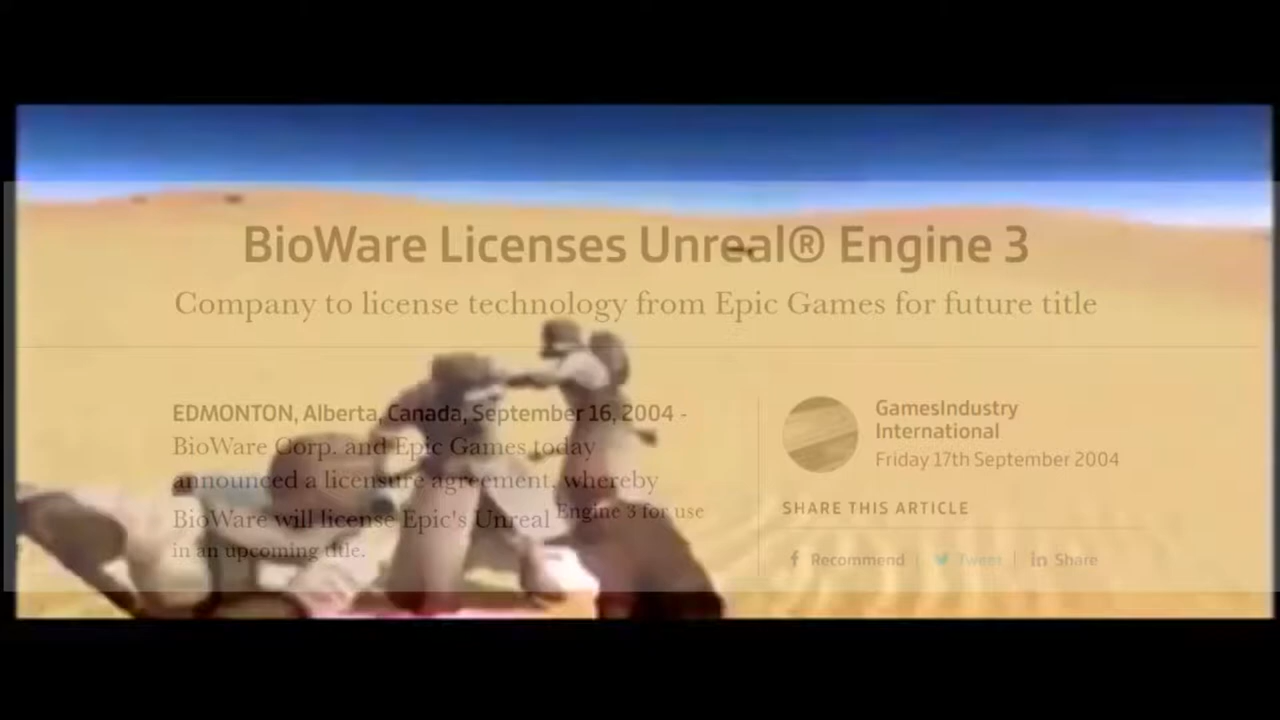 BioWare Licenses Unreal® Engine 3
Company to license technology from Epic Games for future title
EDMONTON, Alberta, Canada, September 16, 2004 -
BioWare Corp. and Epic Games today
announced a licensure agreement, whereby
BioWare will license Epic's Unreal Engine 3 for use
in an upcoming title.
GamesIndustry
International
Friday 17th September 2004
SHARE THIS ARTICLE
Recommend
Tweet
in Share